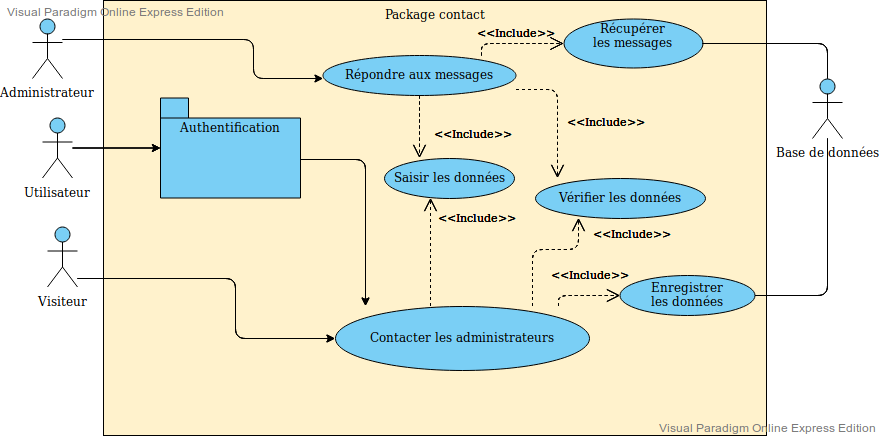 Visual Paradigm Online Express Edition
Package contact
<<Include>>
Récupérer
les messages
Répondre aux messages
Administrateur
<<Include>>
Authentification
<<Include>>
Base de données
Saisir les données
Utilisateur
Vérifier les données
<<Include>>
<<Include>>
<<Include>>
Enregistrer
les données
Visiteur
Contacter les administrateurs
Visual Paradigm Online Express Edition